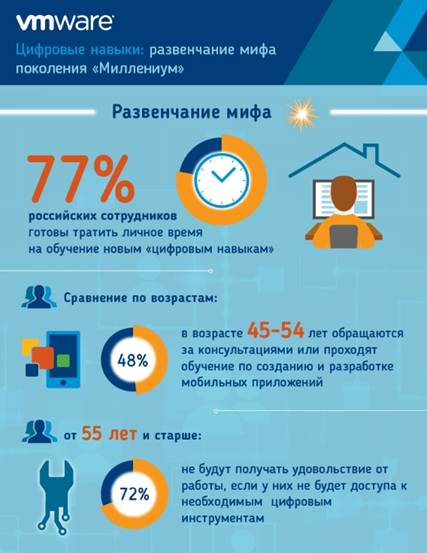 vmware®
Цифровые навыки: развенчание мифа
поколения «Миллениум»
Развенчание мифа
77%
российских сотрудников
готовы тратить личное время
на обучение новым «цифровым навыкам»
Сравнение по возрастам:
48%
в возрасте 45–54 лет обращаются
за консультациями или проходят
обучение по созданию и разработке
мобильных приложений
от 55 лет и старше:
72%
не будут получать удовольствие от
работы, если у них не будет доступа к
необходимым цифровым
инструментам